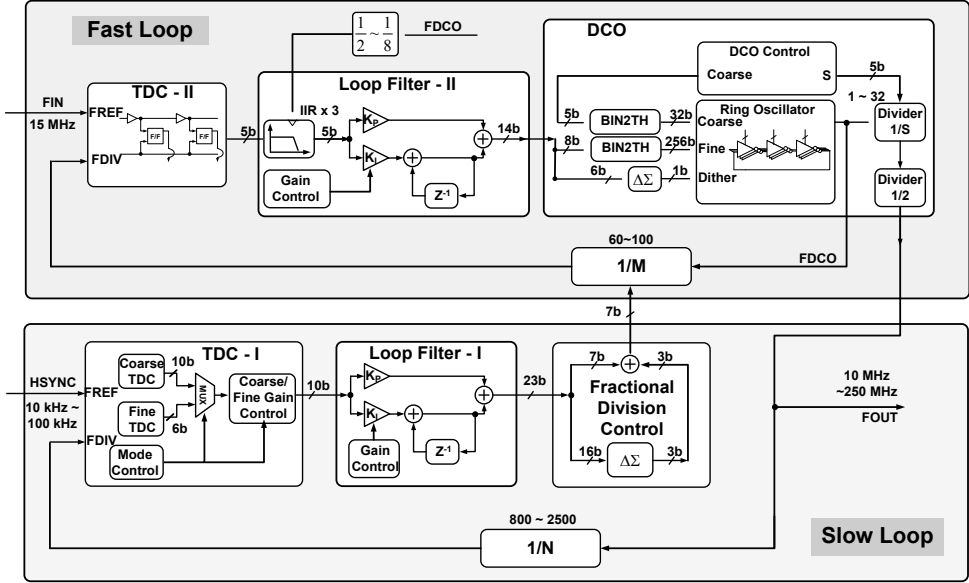 Fast Loop
1
2
~
1
8
FDCO
DCO
DCO Control
Coarse
S
5b
1 ~ 32
Loop Filter - II
IIR x 3
TDC - II
FIN
15 MHz
FREF
F/F
F/F
FDIV
5b
5b
KP
KI
Gain
Control
Z-1
14b
5b
BIN2TH
32b
8b
BIN2TH
256b
6b
ΔΣ
1b
Ring Oscillator
Coarse
Fine
Dither
Divider
1/S
Divider
1/2
60~100
1/M
FDCO
7b
TDC - I
Coarse
TDC
10b
HSYNC
10 kHz ~
100 kHz
FREF
Fine
TDC
6b
MUX
Coarse/
Fine Gain
Control
FDIV
Mode
Control
10b
Loop Filter - I
KP
KI
Gain
Control
Z-1
23b
7b
3b
Fractional
Division
Control
16b
ΔΣ
3b
10 MHz
~250 MHz
FOUT
800 ~ 2500
1/N
Slow Loop